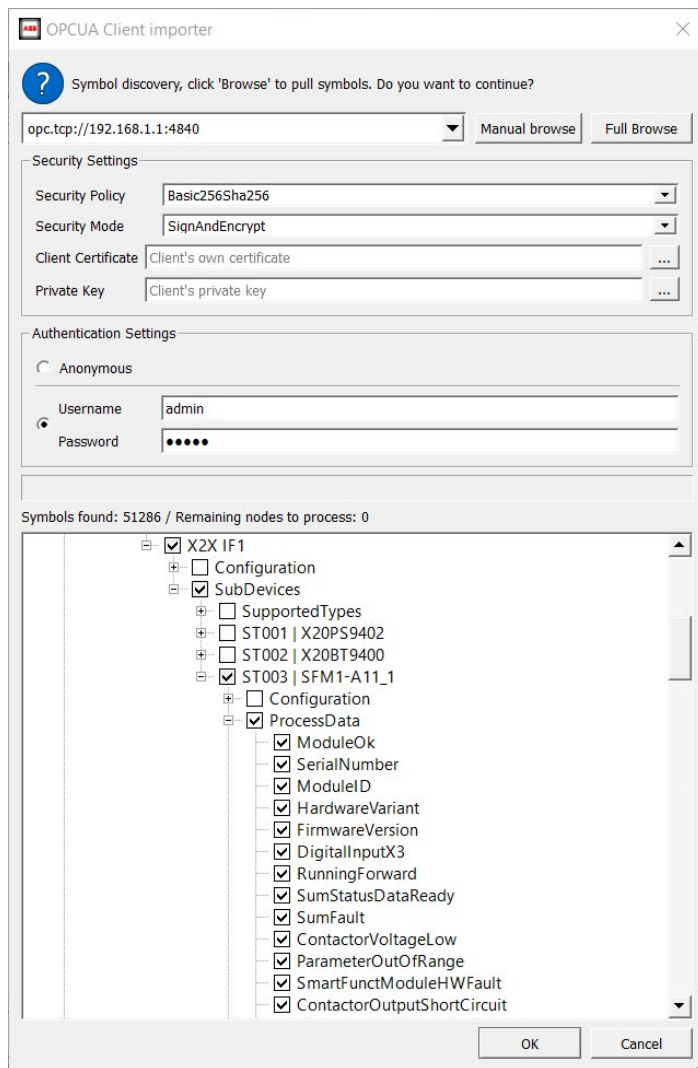 ABB OPCUA Client importer
? Symbol discovery, click 'Browse' to pull symbols. Do you want to continue?
opc.tcp://192.168.1.1:4840 Manual browse Full Browse
Security Settings
Security Policy Basic256Sha256
Security Mode SignAndEncrypt
Client Certificate Client's own certificate ...
Private Key Client's private key ...
Authentication Settings
Anonymous
Username admin
Password •••••
Symbols found: 51286 / Remaining nodes to process: 0
X2X IF1
Configuration
SubDevices
SupportedTypes
ST001 | X20PS9402
ST002 | X20BT9400
ST003 | SFM1-A11_1
Configuration
ProcessData
ModuleOk
SerialNumber
ModuleID
HardwareVariant
FirmwareVersion
DigitalInputX3
RunningForward
SumStatusDataReady
SumFault
ContactorVoltageLow
ParameterOutOfRange
SmartFunctModuleHWFault
ContactorOutputShortCircuit
OK Cancel